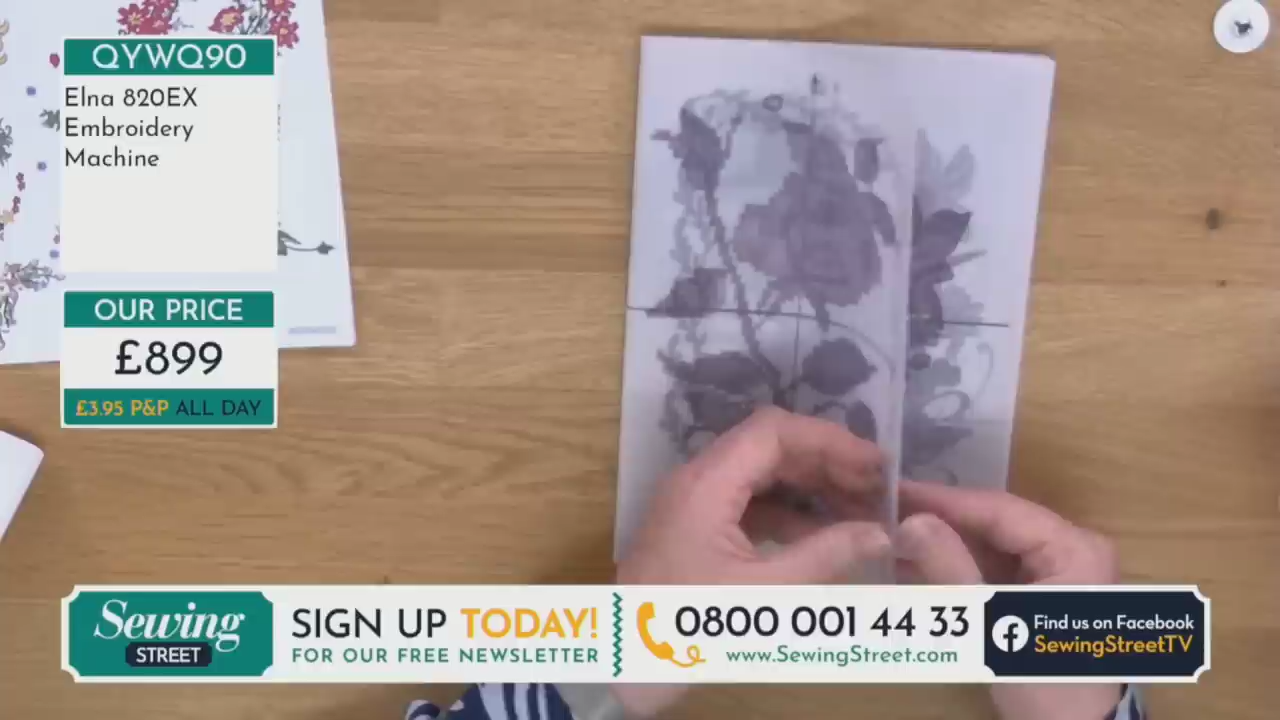 QYWQ90
Elna 820EX
Embroidery
Machine
OUR PRICE
£899
£3.95 P&P ALL DAY
Sewing
STREET
SIGN UP TODAY!
FOR OUR FREE NEWSLETTER
0800 001 44 33
www.SewingStreet.com
Find us on Facebook
SewingStreetTV